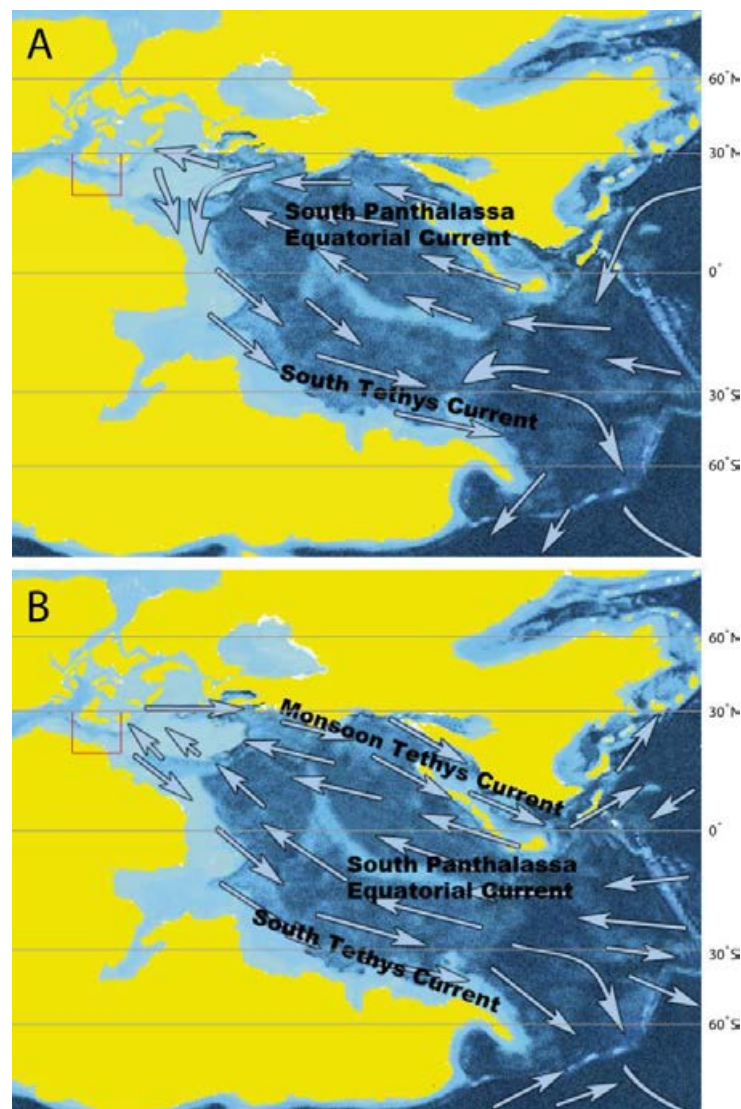 A
60°N
30°N
South Panthalassa
Equatorial Current
0°
South Tethys Current
30°S
60°S
B
60°N
30°N
Monsoon Tethys Current
0°
South Panthalassa
Equatorial Current
South Tethys Current
30°S
60°S